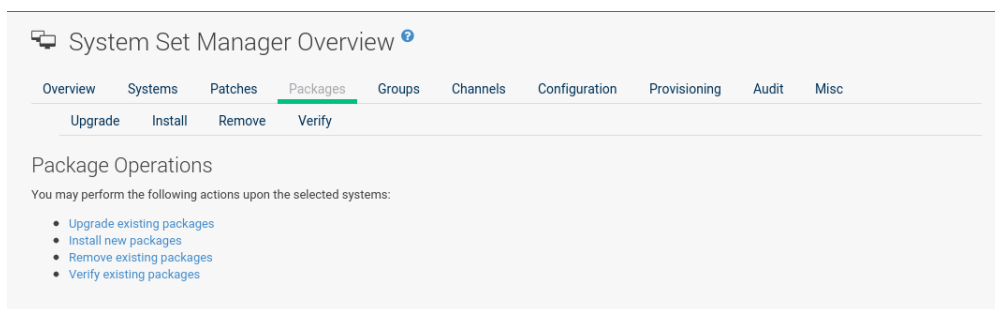 System Set Manager Overview ?
Overview Systems Patches Packages Groups Channels Configuration Provisioning Audit Misc
Upgrade Install Remove Verify
Package Operations
You may perform the following actions upon the selected systems:
Upgrade existing packages
Install new packages
Remove existing packages
Verify existing packages